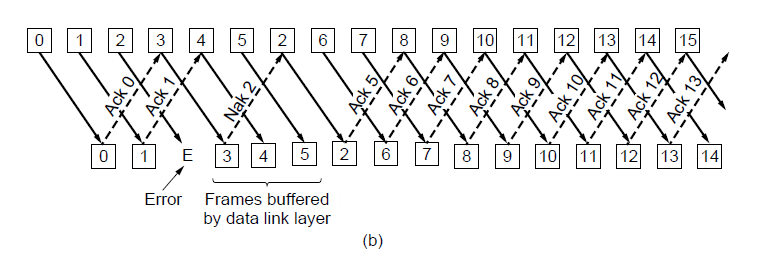 0 1 2 3 4 5 2 6 7 8 9 10 11 12 13 14 15
Ack 0 Ack 1 Nak 2 Ack 5 Ack 6 Ack 7 Ack 8 Ack 9 Ack 10 Ack 11 Ack 12 Ack 13
0 1 E 3 4 5 2 6 7 8 9 10 11 12 13 14
Error
Frames buffered
by data link layer
(b)